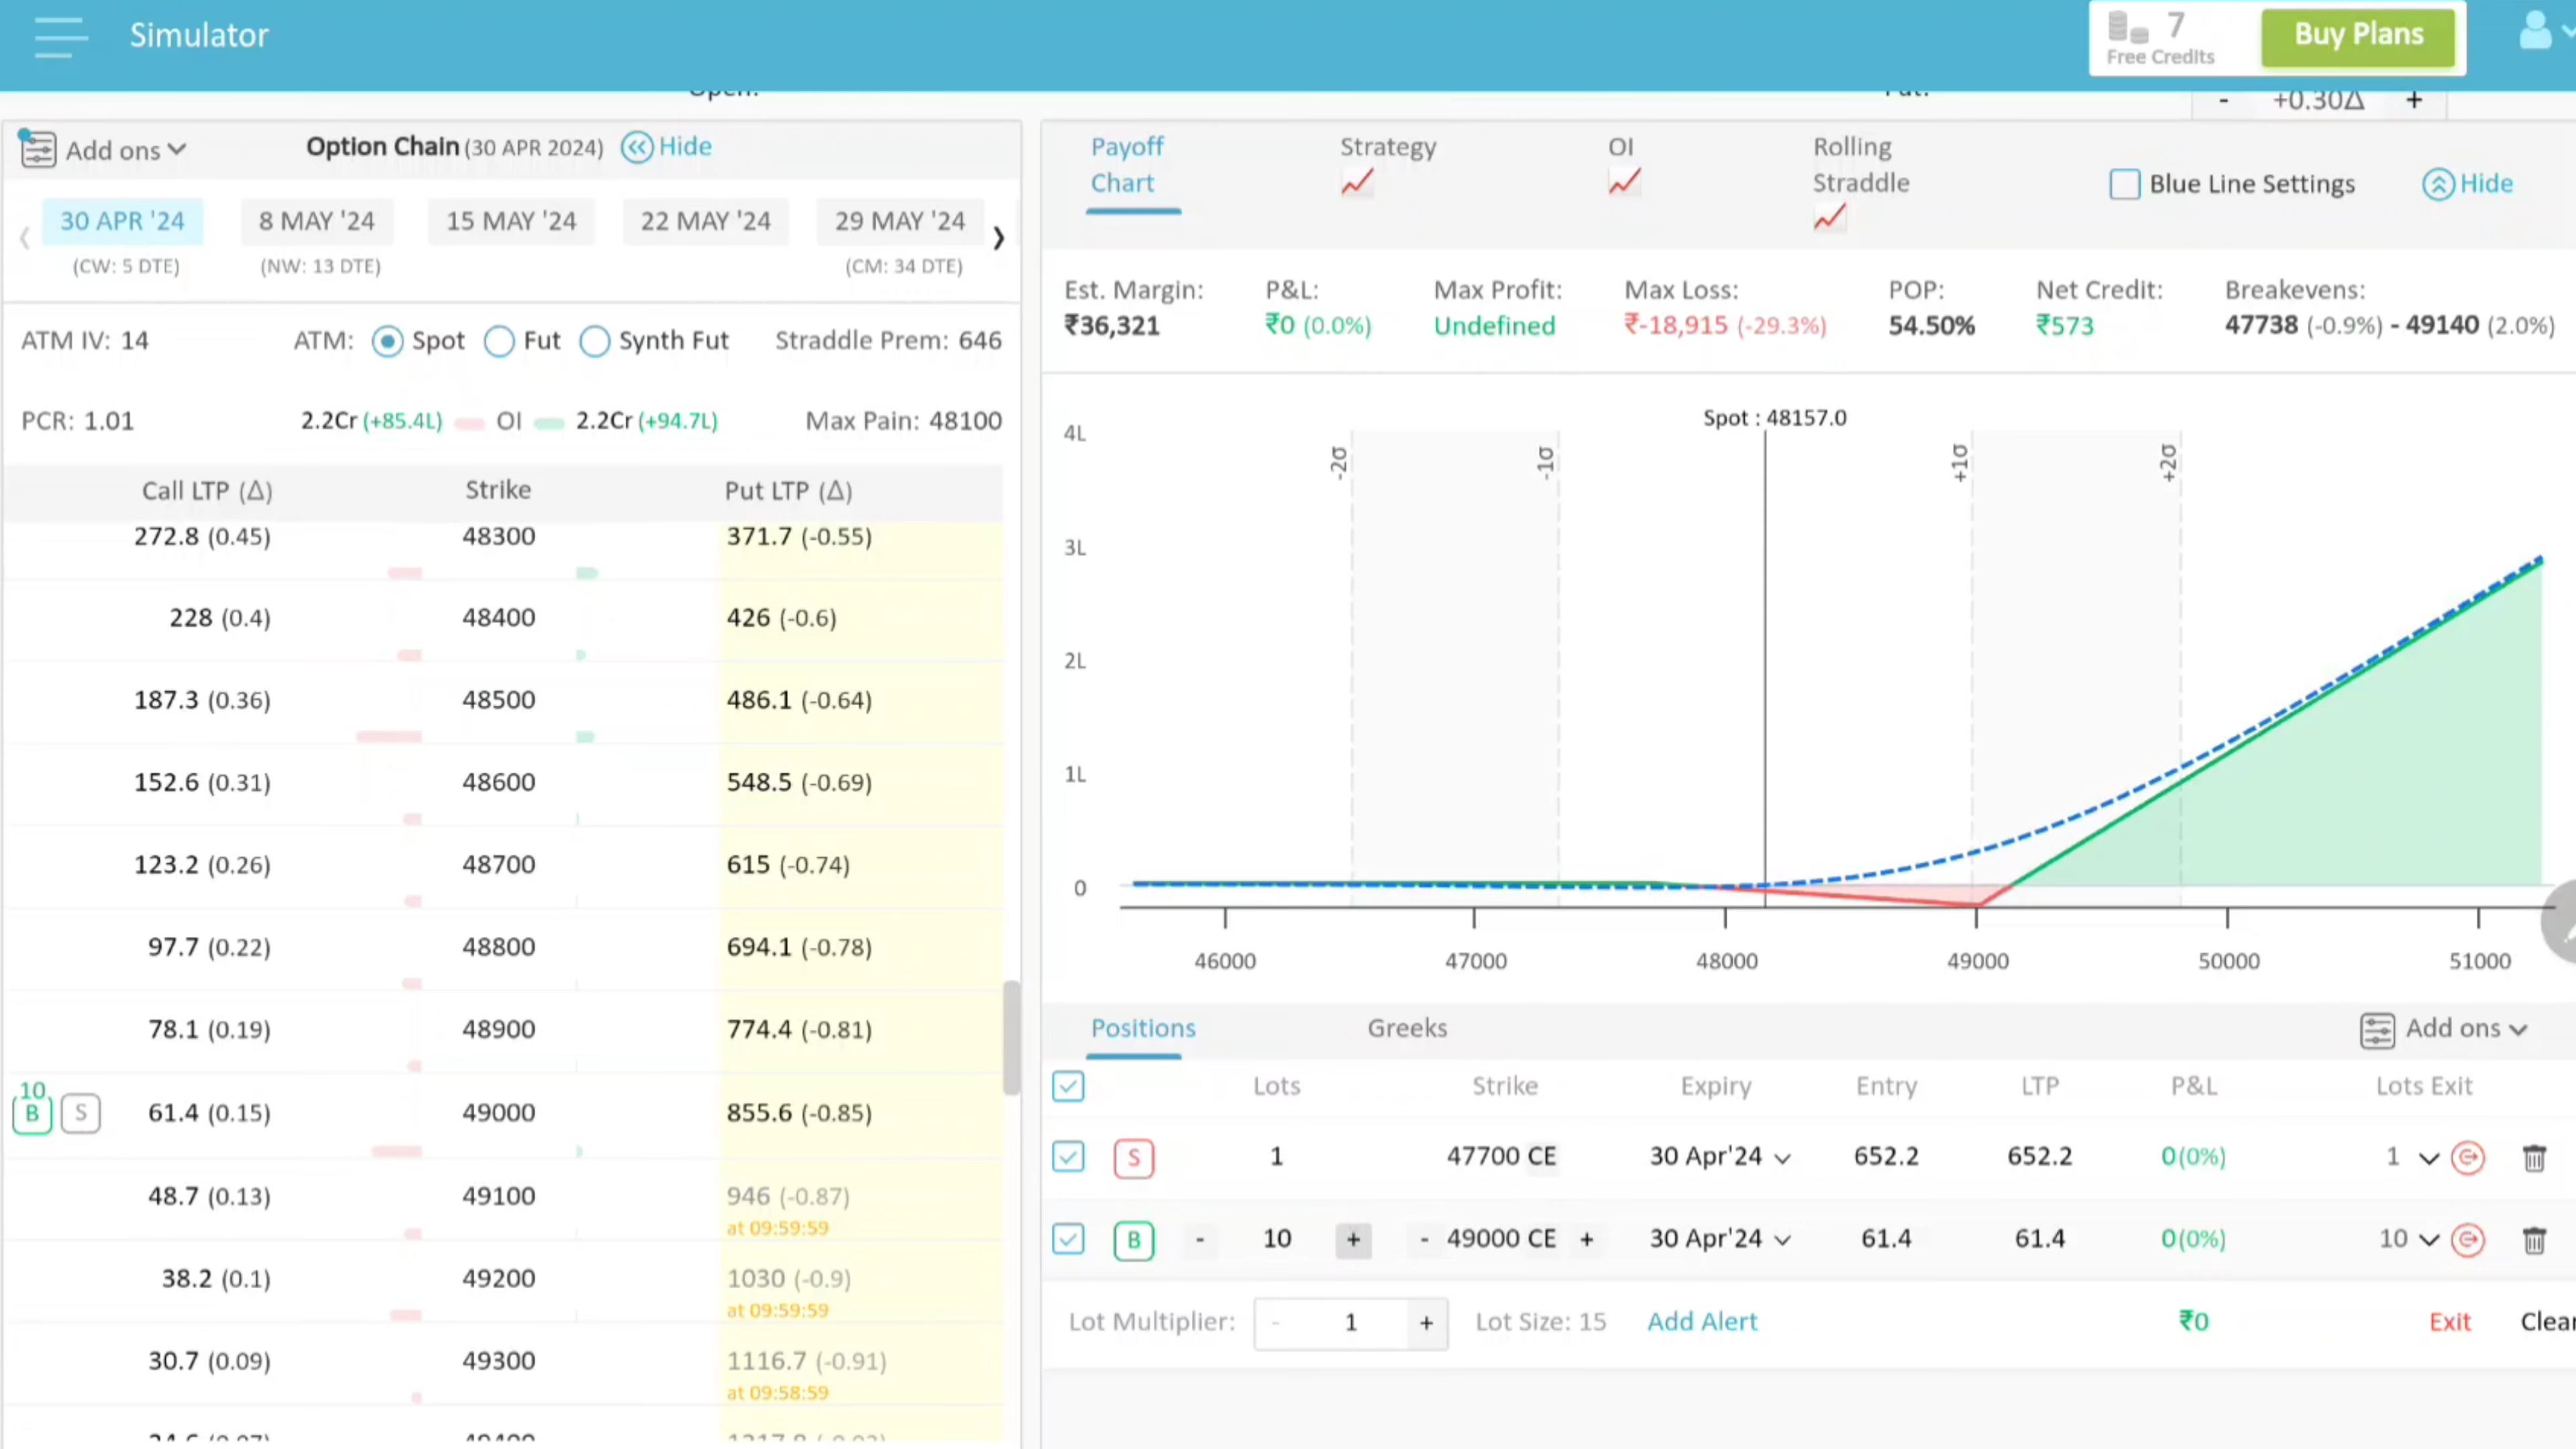 Simulator
7
Free Credits
Buy Plans
- +0.30Δ +
Add ons
Option Chain (30 APR 2024)
Hide
30 APR '24 8 MAY '24 15 MAY '24 22 MAY '24 29 MAY '24
(CW: 5 DTE) (NW: 13 DTE) (CM: 34 DTE)
ATM IV: 14 ATM: Spot Fut Synth Fut Straddle Prem: 646
PCR: 1.01 2.2Cr (+85.4L) OI 2.2Cr (+94.7L) Max Pain: 48100
Call LTP (Δ) Strike Put LTP (Δ)
272.8 (0.45) 48300 371.7 (-0.55)
228 (0.4) 48400 426 (-0.6)
187.3 (0.36) 48500 486.1 (-0.64)
152.6 (0.31) 48600 548.5 (-0.69)
123.2 (0.26) 48700 615 (-0.74)
97.7 (0.22) 48800 694.1 (-0.78)
78.1 (0.19) 48900 774.4 (-0.81)
10
B S 61.4 (0.15) 49000 855.6 (-0.85)
48.7 (0.13) 49100 946 (-0.87)
at 09:59:59
38.2 (0.1) 49200 1030 (-0.9)
at 09:59:59
30.7 (0.09) 49300 1116.7 (-0.91)
at 09:58:59
Payoff
Chart
Strategy
OI
Rolling
Straddle
Blue Line Settings
Hide
Est. Margin: P&L: Max Profit: Max Loss: POP: Net Credit: Breakevens:
₹36,321 ₹0 (0.0%) Undefined ₹-18,915 (-29.3%) 54.50% ₹573 47738 (-0.9%) - 49140 (2.0%)
Spot : 48157.0
-2σ -1σ +1σ +2σ
4L
3L
2L
1L
0
46000 47000 48000 49000 50000 51000
Positions Greeks Add ons
Lots Strike Expiry Entry LTP P&L Lots Exit
S 1 47700 CE 30 Apr'24 652.2 652.2 0(0%) 1
B - 10 + - 49000 CE + 30 Apr'24 61.4 61.4 0(0%) 10
Lot Multiplier: - 1 + Lot Size: 15 Add Alert ₹0 Exit Clear